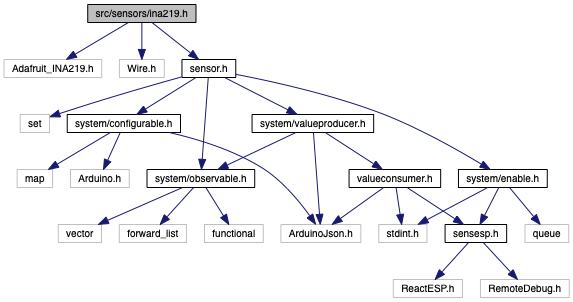 src/sensors/ina219.h
Adafruit_INA219.h
Wire.h
sensor.h
set
system/configurable.h
system/valueproducer.h
map
Arduino.h
system/observable.h
valueconsumer.h
system/enable.h
vector
forward_list
functional
ArduinoJson.h
stdint.h
sensesp.h
queue
ReactESP.h
RemoteDebug.h